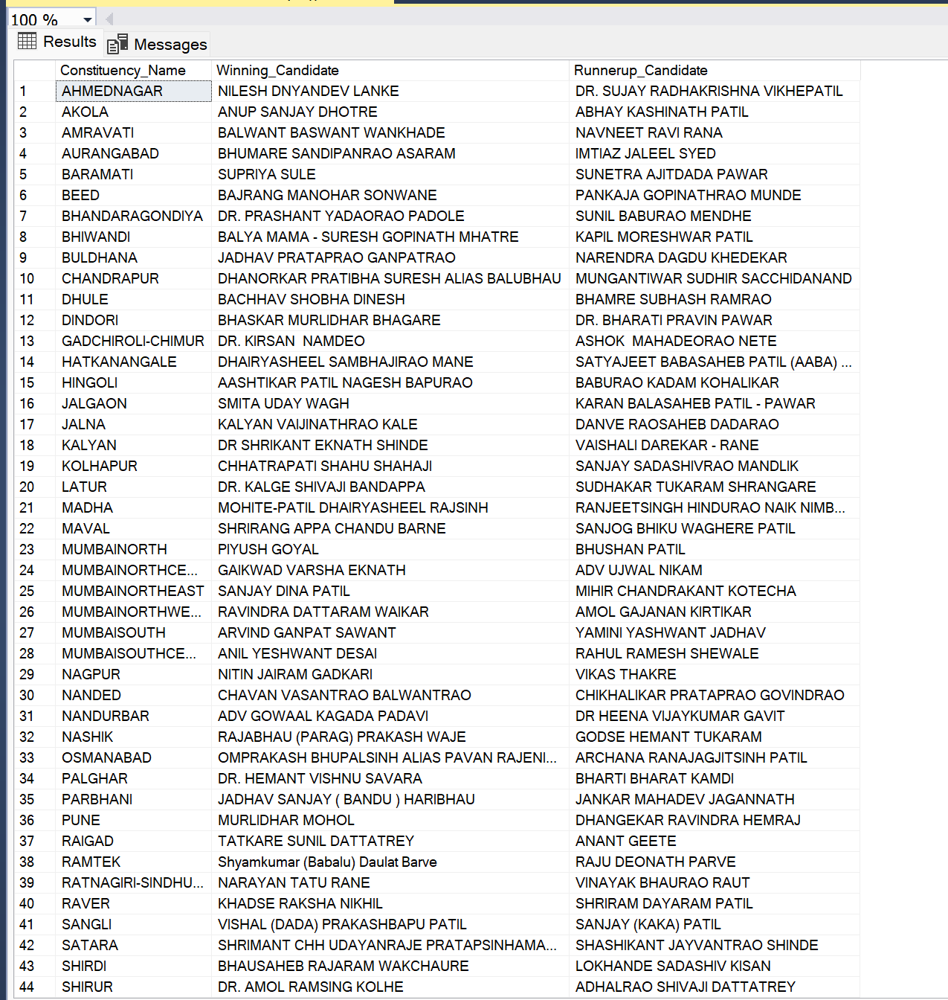 100 %
Results Messages
Constituency_Name Winning_Candidate Runnerup_Candidate
1 AHMEDNAGAR NILESH DNYANDEV LANKE DR. SUJAY RADHAKRISHNA VIKHEPATIL
2 AKOLA ANUP SANJAY DHOTRE ABHAY KASHINATH PATIL
3 AMRAVATI BALWANT BASWANT WANKHADE NAVNEET RAVI RANA
4 AURANGABAD BHUMARE SANDIPANRAO ASARAM IMTIAZ JALEEL SYED
5 BARAMATI SUPRIYA SULE SUNETRA AJITDADA PAWAR
6 BEED BAJRANG MANOHAR SONWANE PANKAJA GOPINATHRAO MUNDE
7 BHANDARAGONDIYA DR. PRASHANT YADAORAO PADOLE SUNIL BABURAO MENDHE
8 BHIWANDI BALYA MAMA - SURESH GOPINATH MHATRE KAPIL MORESHWAR PATIL
9 BULDHANA JADHAV PRATAPRAO GANPATRAO NARENDRA DAGDU KHEDEKAR
10 CHANDRAPUR DHANORKAR PRATIBHA SURESH ALIAS BALUBHAU MUNGANTIWAR SUDHIR SACCHIDANAND
11 DHULE BACHHAV SHOBHA DINESH BHAMRE SUBHASH RAMRAO
12 DINDORI BHASKAR MURLIDHAR BHAGARE DR. BHARATI PRAVIN PAWAR
13 GADCHIROLI-CHIMUR DR. KIRSAN  NAMDEO ASHOK  MAHADEORAO NETE
14 HATKANANGALE DHAIRYASHEEL SAMBHAJIRAO MANE SATYAJEET BABASAHEB PATIL (AABA) ...
15 HINGOLI AASHTIKAR PATIL NAGESH BAPURAO BABURAO KADAM KOHALIKAR
16 JALGAON SMITA UDAY WAGH KARAN BALASAHEB PATIL - PAWAR
17 JALNA KALYAN VAIJINATHRAO KALE DANVE RAOSAHEB DADARAO
18 KALYAN DR SHRIKANT EKNATH SHINDE VAISHALI DAREKAR - RANE
19 KOLHAPUR CHHATRAPATI SHAHU SHAHAJI SANJAY SADASHIVRAO MANDLIK
20 LATUR DR. KALGE SHIVAJI BANDAPPA SUDHAKAR TUKARAM SHRANGARE
21 MADHA MOHITE-PATIL DHAIRYASHEEL RAJSINH RANJEETSINGH HINDURAO NAIK NIMB...
22 MAVAL SHRIRANG APPA CHANDU BARNE SANJOG BHIKU WAGHERE PATIL
23 MUMBAINORTH PIYUSH GOYAL BHUSHAN PATIL
24 MUMBAINORTHCE... GAIKWAD VARSHA EKNATH ADV UJWAL NIKAM
25 MUMBAINORTHEAST SANJAY DINA PATIL MIHIR CHANDRAKANT KOTECHA
26 MUMBAINORTHWE... RAVINDRA DATTARAM WAIKAR AMOL GAJANAN KIRTIKAR
27 MUMBAISOUTH ARVIND GANPAT SAWANT YAMINI YASHWANT JADHAV
28 MUMBAISOUTHCE... ANIL YESHWANT DESAI RAHUL RAMESH SHEWALE
29 NAGPUR NITIN JAIRAM GADKARI VIKAS THAKRE
30 NANDED CHAVAN VASANTRAO BALWANTRAO CHIKHALIKAR PRATAPRAO GOVINDRAO
31 NANDURBAR ADV GOWAAL KAGADA PADAVI DR HEENA VIJAYKUMAR GAVIT
32 NASHIK RAJABHAU (PARAG) PRAKASH WAJE GODSE HEMANT TUKARAM
33 OSMANABAD OMPRAKASH BHUPALSINH ALIAS PAVAN RAJENI... ARCHANA RANAJAGJITSINH PATIL
34 PALGHAR DR. HEMANT VISHNU SAVARA BHARTI BHARAT KAMDI
35 PARBHANI JADHAV SANJAY ( BANDU ) HARIBHAU JANKAR MAHADEV JAGANNATH
36 PUNE MURLIDHAR MOHOL DHANGEKAR RAVINDRA HEMRAJ
37 RAIGAD TATKARE SUNIL DATTATREY ANANT GEETE
38 RAMTEK Shyamkumar (Babalu) Daulat Barve RAJU DEONATH PARVE
39 RATNAGIRI-SINDHU... NARAYAN TATU RANE VINAYAK BHAURAO RAUT
40 RAVER KHADSE RAKSHA NIKHIL SHRIRAM DAYARAM PATIL
41 SANGLI VISHAL (DADA) PRAKASHBAPU PATIL SANJAY (KAKA) PATIL
42 SATARA SHRIMANT CHH UDAYANRAJE PRATAPSINHAMA... SHASHIKANT JAYVANTRAO SHINDE
43 SHIRDI BHAUSAHEB RAJARAM WAKCHAURE LOKHANDE SADASHIV KISAN
44 SHIRUR DR. AMOL RAMSING KOLHE ADHALRAO SHIVAJI DATTATREY